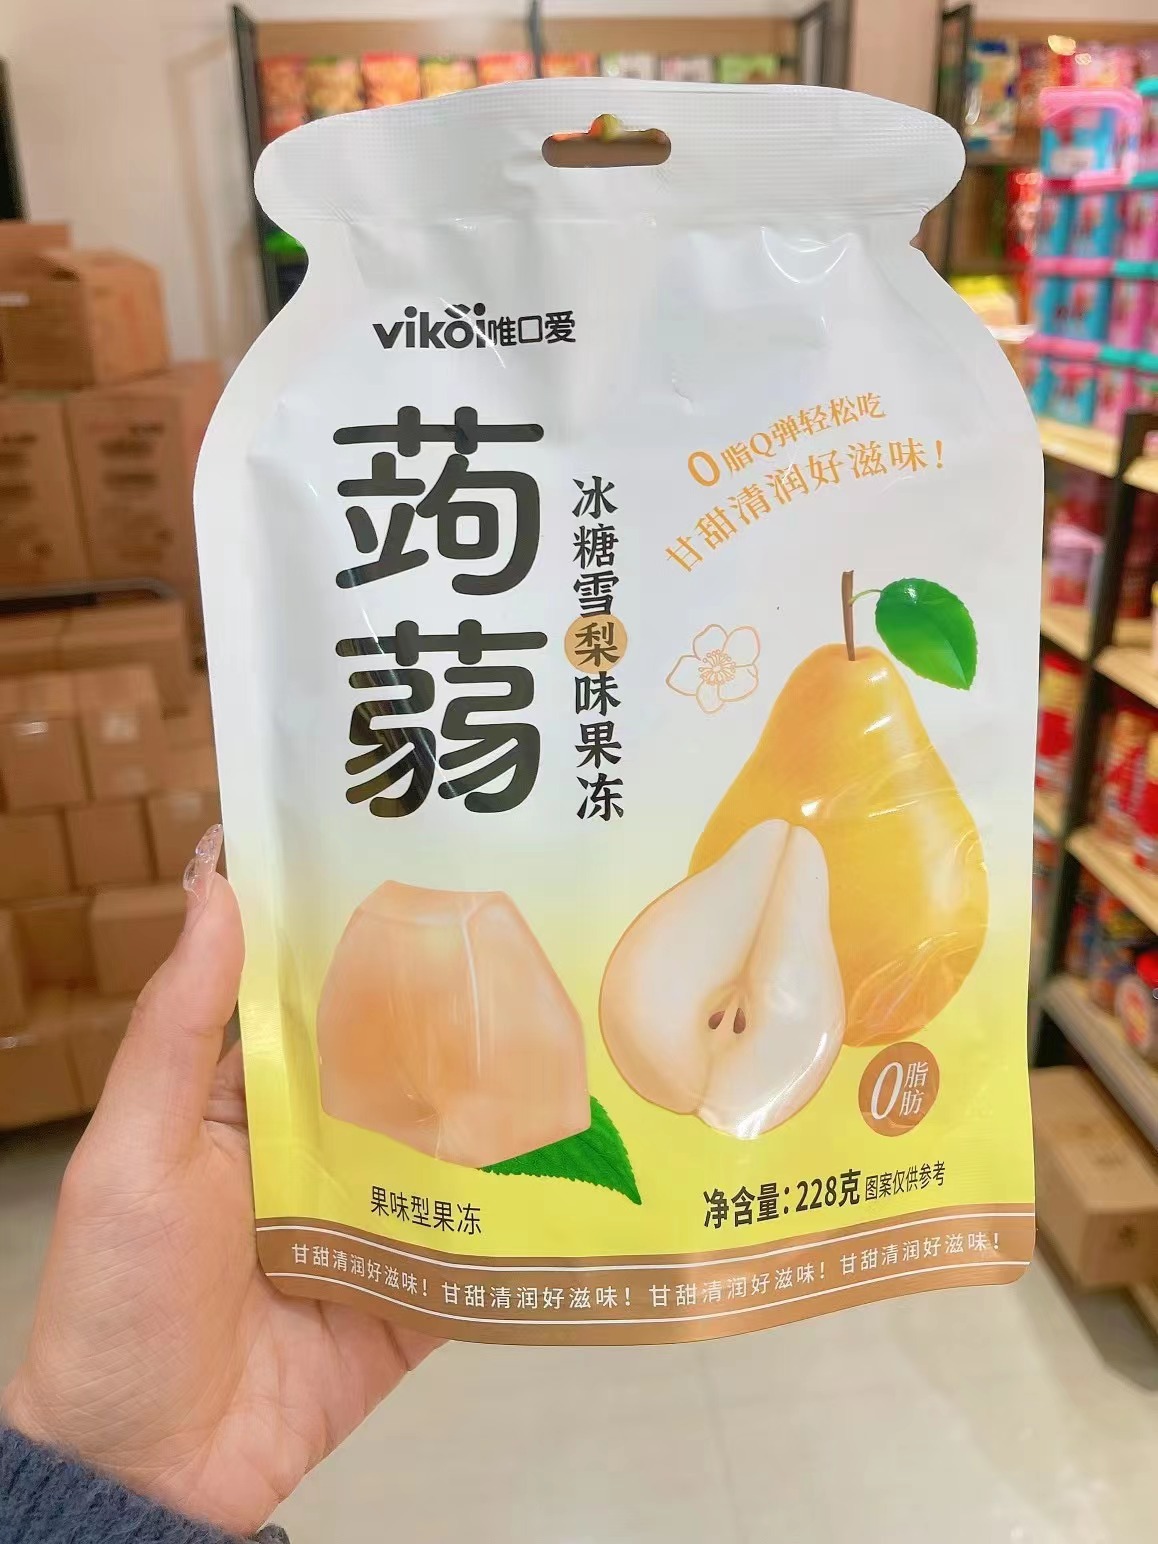 vikoi唯口爱
蒟蒻
冰糖雪梨味果冻
0脂Q弹轻松吃
甘甜清润好滋味！
0脂肪
果味型果冻
净含量：228克 图案仅供参考
甘甜清润好滋味！甘甜清润好滋味！甘甜清润好滋味！甘甜清润好滋味！